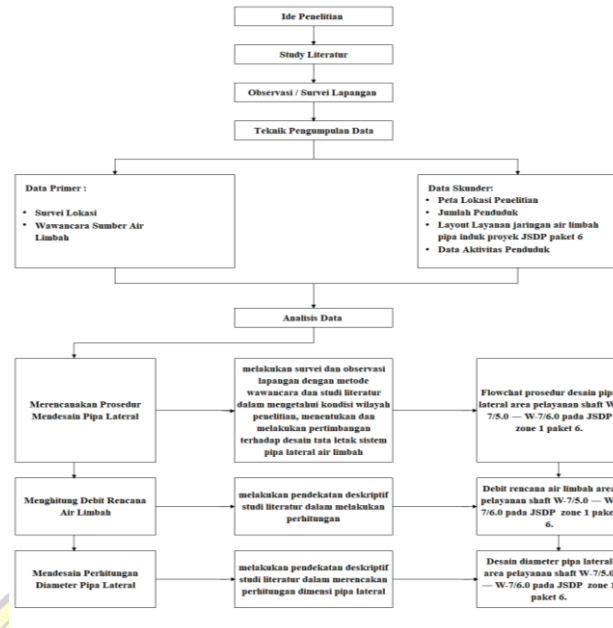 Ide Penelitian
Study Literatur
Observasi / Survei Lapangan
Teknik Pengumpulan Data
Data Primer :
• Survei Lokasi
• Wawancara Sumber Air
Limbah
Data Skunder:
• Peta Lokasi Penelitian
• Jumlah Penduduk
• Layout Layanan jaringan air limbah
pipa induk proyek JSDP paket 6
• Data Aktivitas Penduduk
Analisis Data
Merencanakan Prosedur
Mendesain Pipa Lateral
melakukan survei dan observasi
lapangan dengan metode
wawancara dan studi literatur
dalam mengetahui kondisi wilayah
penelitian, menentukan dan
melakukan pertimbangan
terhadap desain tata letak sistem
pipa lateral air limbah
Flowchat prosedur desain pipa
lateral area pelayanan shaft W-
7/5.0 — W-7/6.0 pada JSDP
zone 1 paket 6.
Menghitung Debit Rencana
Air Limbah
melakukan pendekatan deskriptif
studi literatur dalam melakukan
perhitungan
Debit rencana air limbah area
pelayanan shaft W-7/5.0 — W-
7/6.0 pada JSDP zone 1 paket
6.
Mendesain Perhitungan
Diameter Pipa Lateral
melakukan pendekatan deskriptif
studi literatur dalam merencakan
perhitungan dimensi pipa lateral
Desain diameter pipa lateral
area pelayanan shaft W-7/5.0
— W-7/6.0 pada JSDP zone 1
paket 6.